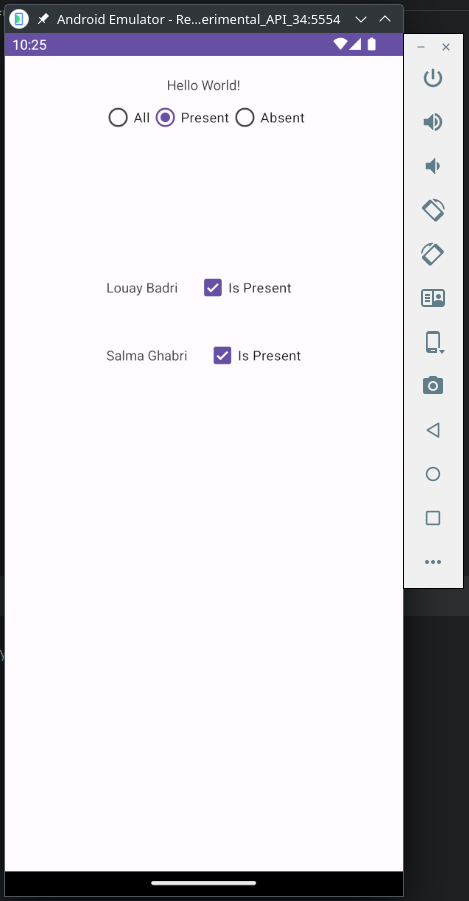 Android Emulator - Re...erimental_API_34:5554
10:25
Hello World!
All Present Absent
Louay Badri Is Present
Salma Ghabri Is Present